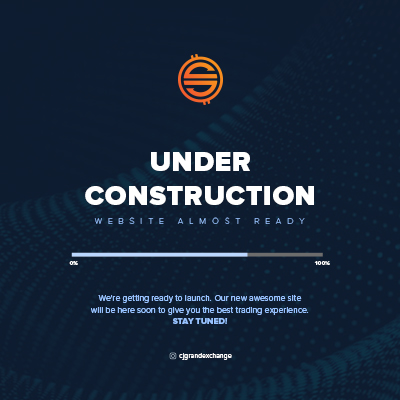 UNDER
CONSTRUCTION
WEBSITE ALMOST READY
0% 100%
We're getting ready to launch. Our new awesome site
will be here soon to give you the best trading experience.
STAY TUNED!
cjgrandexchange